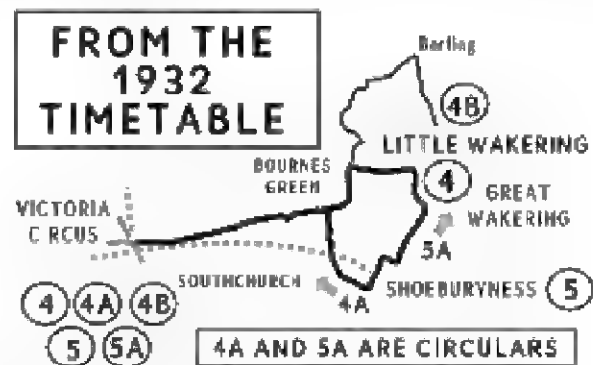 FROM THE
1932
TIMETABLE
Barling
4B
LITTLE WAKERING
BOURNES
GREEN
4
GREAT
WAKERING
VICTORIA
CIRCUS
5A
SOUTHCHURCH
4A
SHOEBURYNESS 5
4 4A 4B
5 5A
4A AND 5A ARE CIRCULARS